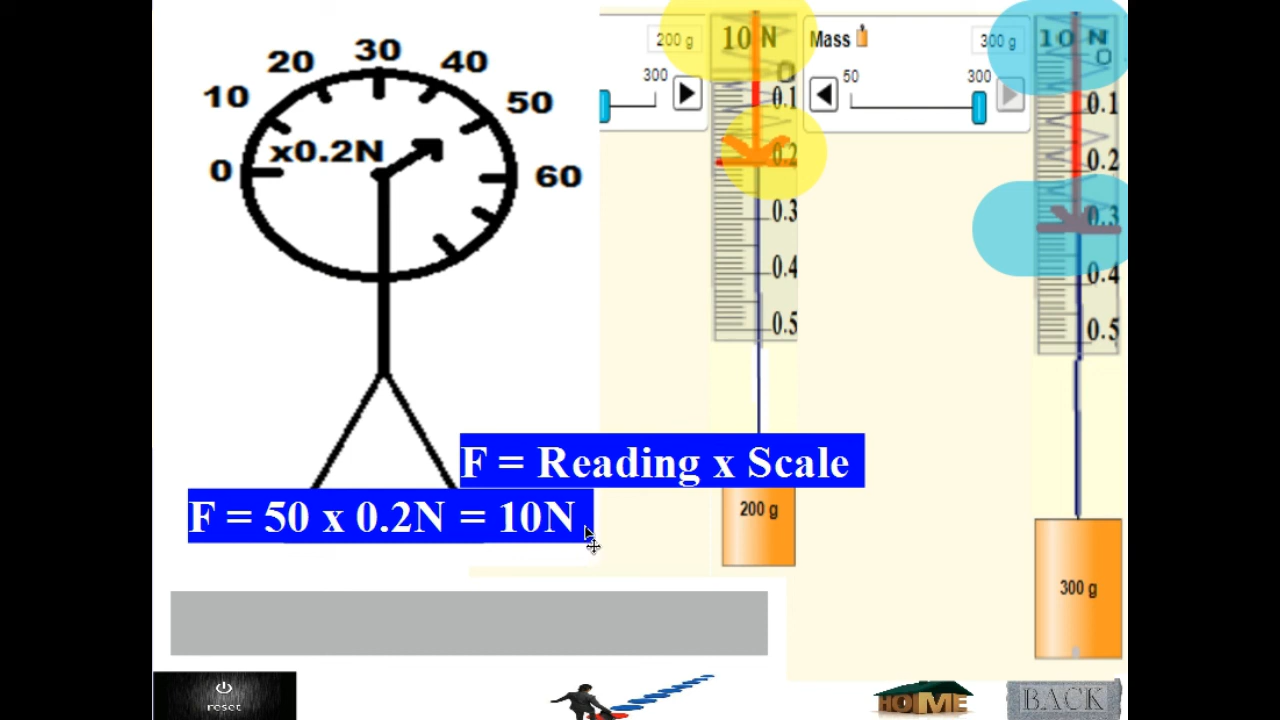 30
20
40
10
50
x0.2N
0
60
200 g
300
10 N
0
0.1
0.2
0.3
0.4
0.5
200 g
Mass
300 g
50
300
10 N
0
0.1
0.2
0.3
0.4
0.5
300 g
F = Reading x Scale
F = 50 x 0.2N = 10N
reset
HOME
BACK